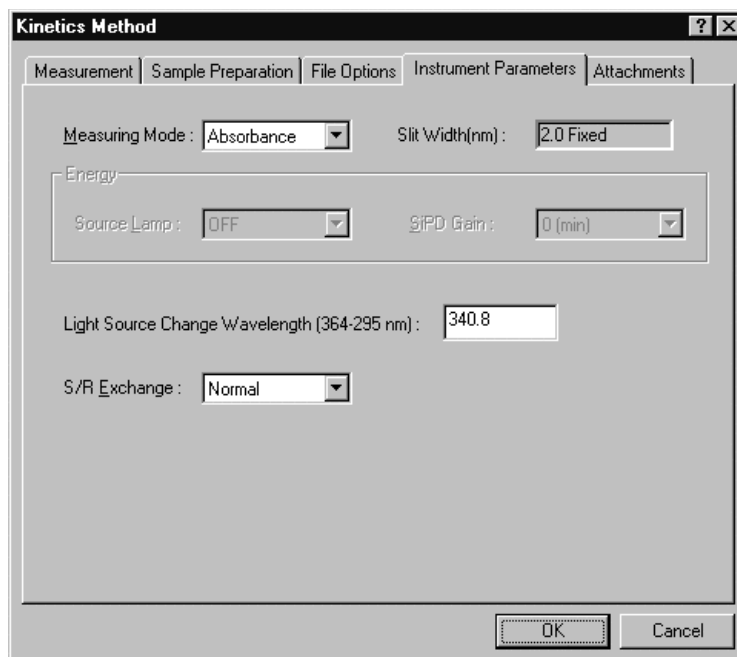 Kinetics Method
Measurement Sample Preparation File Options Instrument Parameters Attachments
Measuring Mode : Absorbance Slit Width(nm) : 2.0 Fixed
Energy
Source Lamp : OFF SiPD Gain : 0 (min)
Light Source Change Wavelength (364-295 nm) : 340.8
S/R Exchange : Normal
OK Cancel